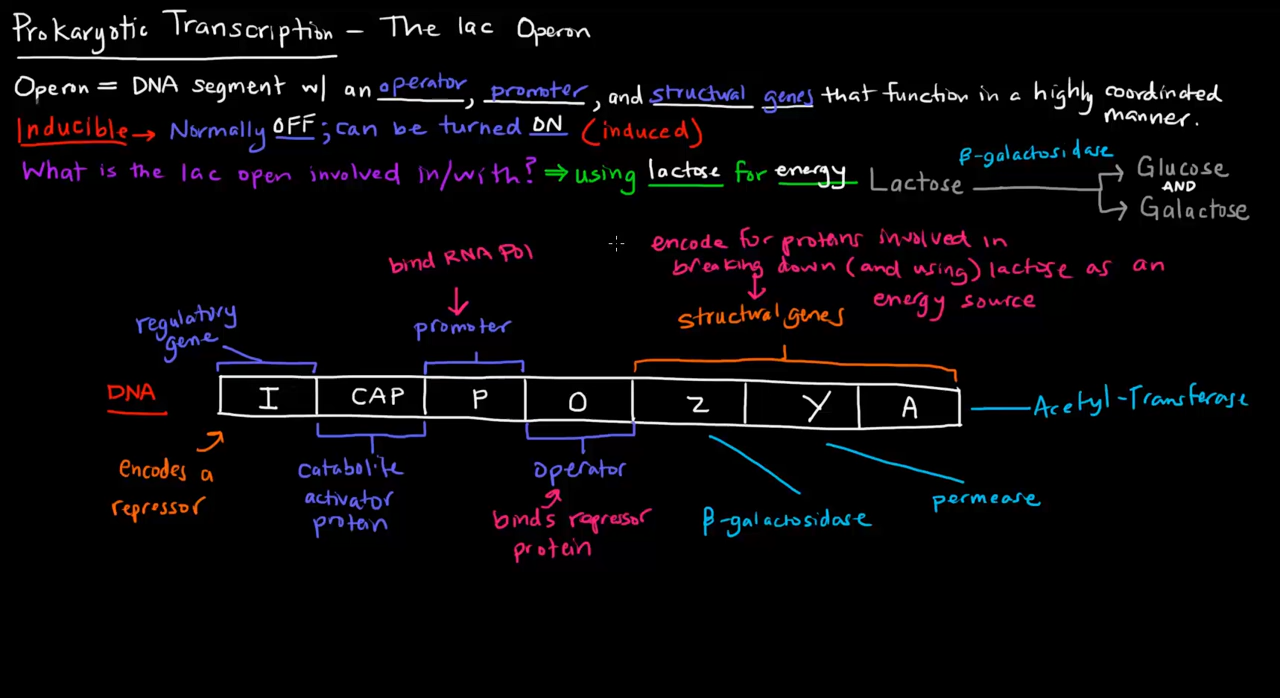 Prokaryotic Transcription – The lac Operon
Operon = DNA segment w/ an operator, promoter, and structural genes that function in a highly coordinated manner.
Inducible → Normally OFF; can be turned ON (induced)
What is the lac open involved in/with? ⇒ using lactose for energy
Lactose β-galactosidase → Glucose
AND
→ Galactose
bind RNA Pol
encode for proteins involved in
breaking down (and using) lactose as an
energy source
regulatory
gene
promoter
structural genes
DNA
I CAP P O Z Y A
Acetyl-Transferase
encodes a
repressor
catabolite
activator
protein
operator
binds repressor
protein
β-galactosidase
permease